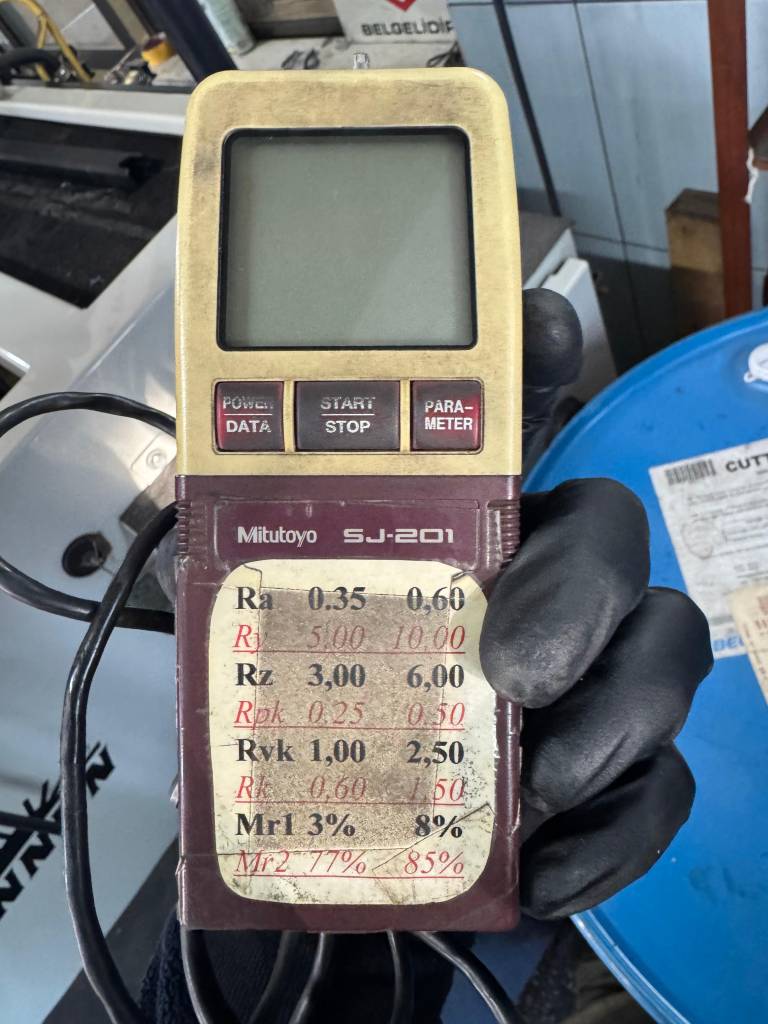 BELGELİDİR
POWER
DATA
START
STOP
PARA-
METER
Mitutoyo SJ-201
CUTT
Ra 0.35 0,60
Ry 5,00 10,00
Rz 3,00 6,00
Rpk 0,25 0,50
Rvk 1,00 2,50
Rk 0,60 1,50
Mr1 3% 8%
Mr2 77% 85%